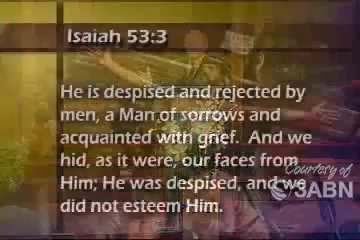 Isaiah 53:3
He is despised and rejected by
men, a Man of sorrows and
acquainted with grief. And we
hid, as it were, our faces from
Him; He was despised, and we
did not esteem Him.
Courtesy of
3ABN